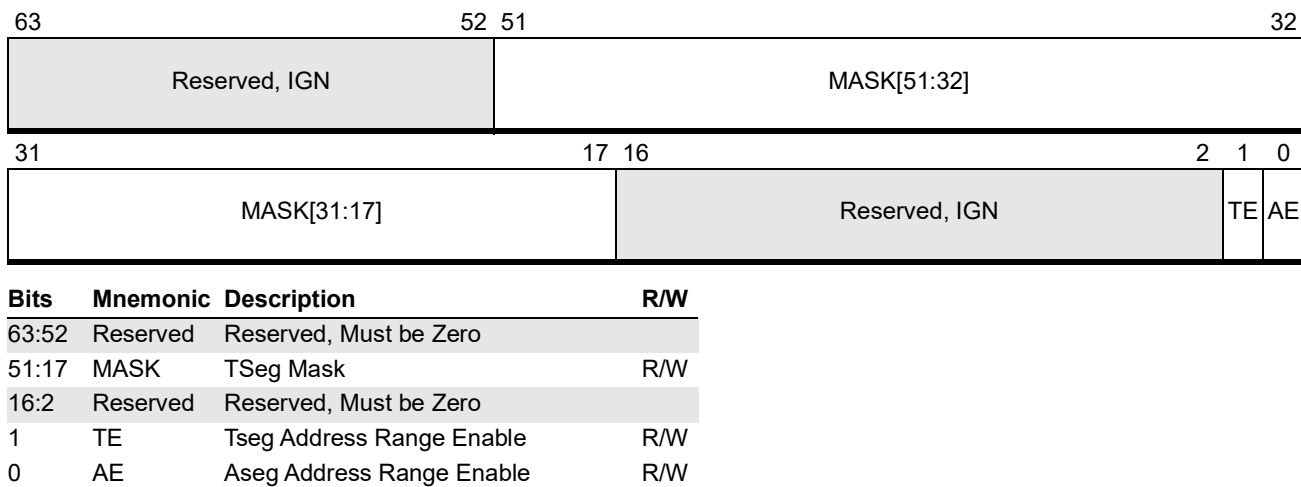 63 52 51 32
Reserved, IGN MASK[51:32]
31 17 16 2 1 0
MASK[31:17] Reserved, IGN TE AE
Bits Mnemonic Description R/W
63:52 Reserved Reserved, Must be Zero
51:17 MASK TSeg Mask R/W
16:2 Reserved Reserved, Must be Zero
1 TE Tseg Address Range Enable R/W
0 AE Aseg Address Range Enable R/W